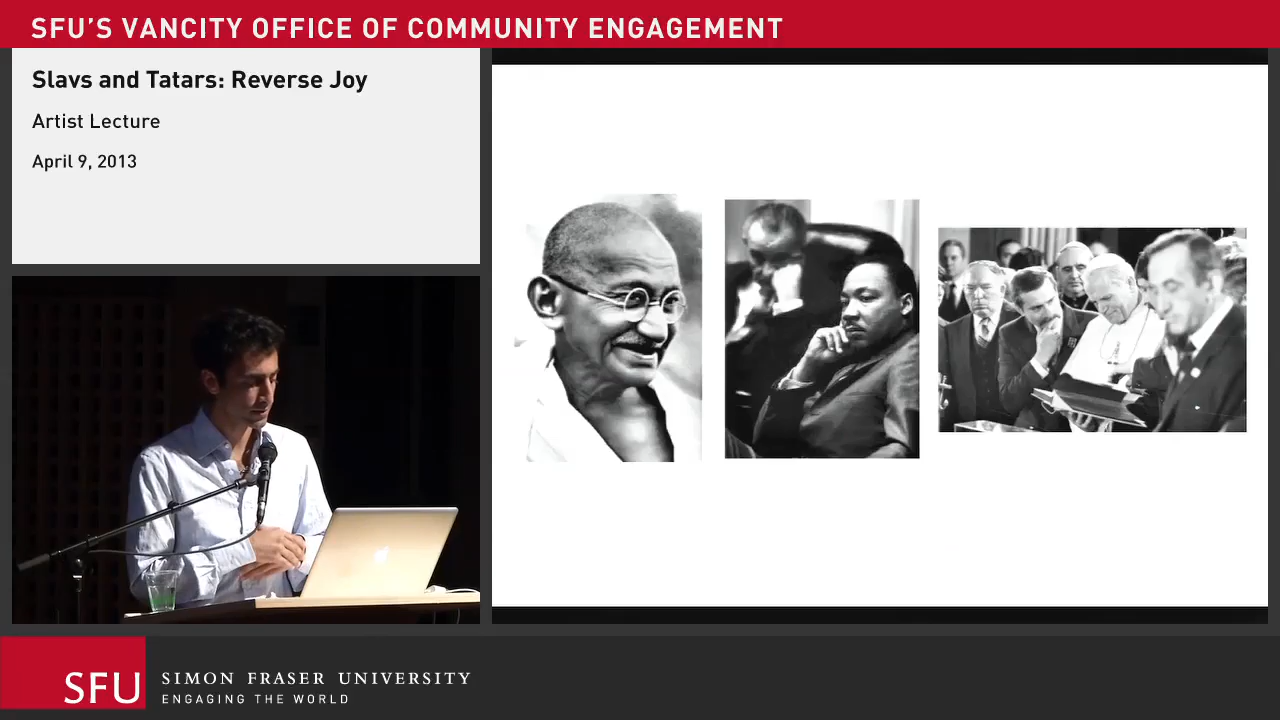 SFU'S VANCITY OFFICE OF COMMUNITY ENGAGEMENT
Slavs and Tatars: Reverse Joy
Artist Lecture
April 9, 2013
SFU
SIMON FRASER UNIVERSITY
ENGAGING THE WORLD